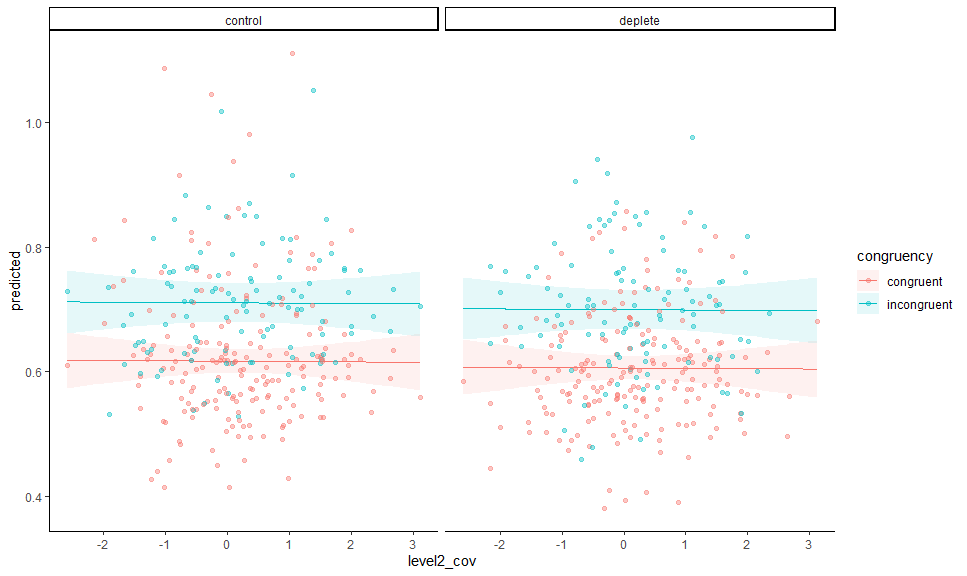 control
deplete
predicted
1.0
0.8
0.6
0.4
-2
-1
0
1
2
3
-2
-1
0
1
2
3
level2_cov
congruency
congruent
incongruent